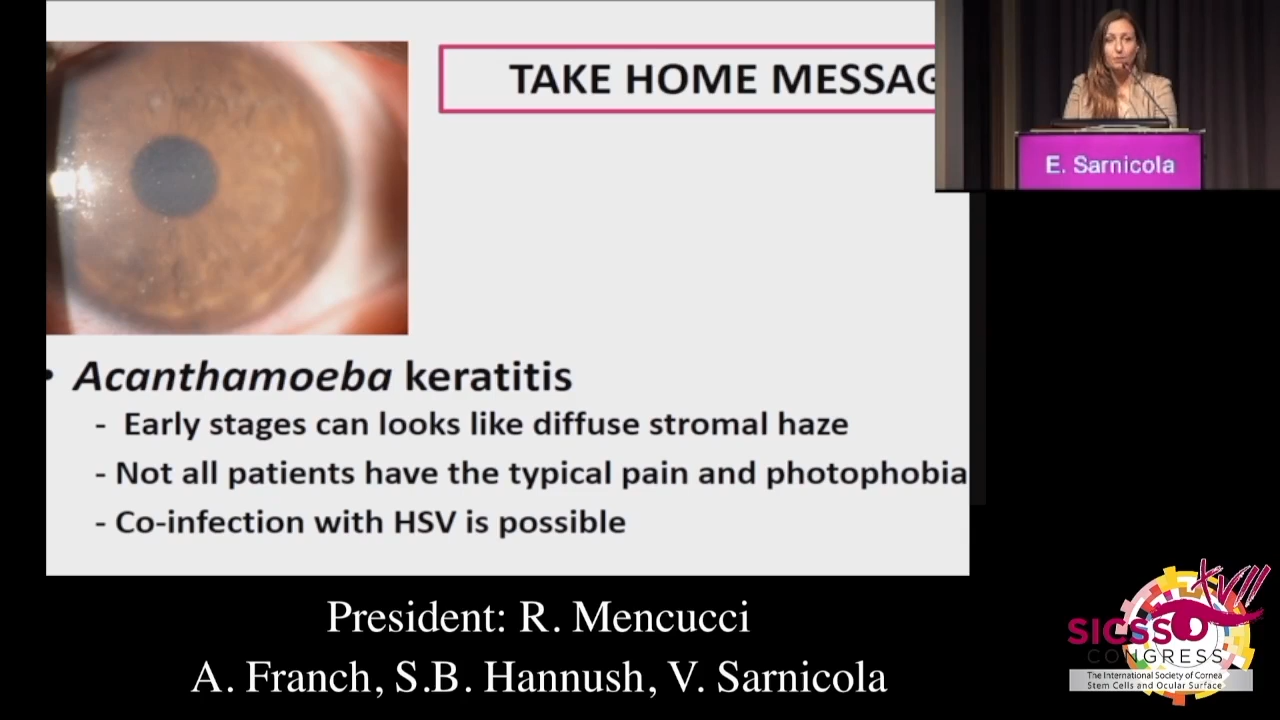 TAKE HOME MESSAG
E. Sarnicola
• Acanthamoeba keratitis
- Early stages can looks like diffuse stromal haze
- Not all patients have the typical pain and photophobia
- Co-infection with HSV is possible
President: R. Mencucci
A. Franch, S.B. Hannush, V. Sarnicola
XVII
SICSSO
CONGRESS
The International Society of Cornea
Stem Cells and Ocular Surface